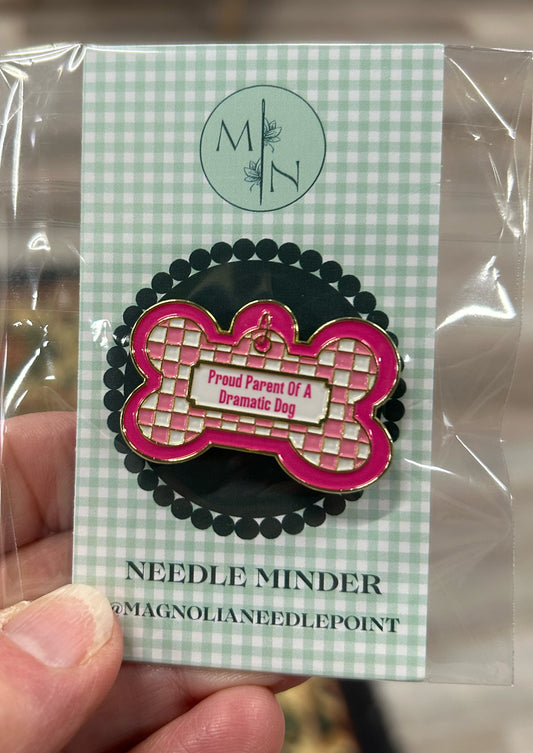 M N
Proud Parent Of A
Dramatic Dog
NEEDLE MINDER
@MAGNOLIANEEDLEPOINT